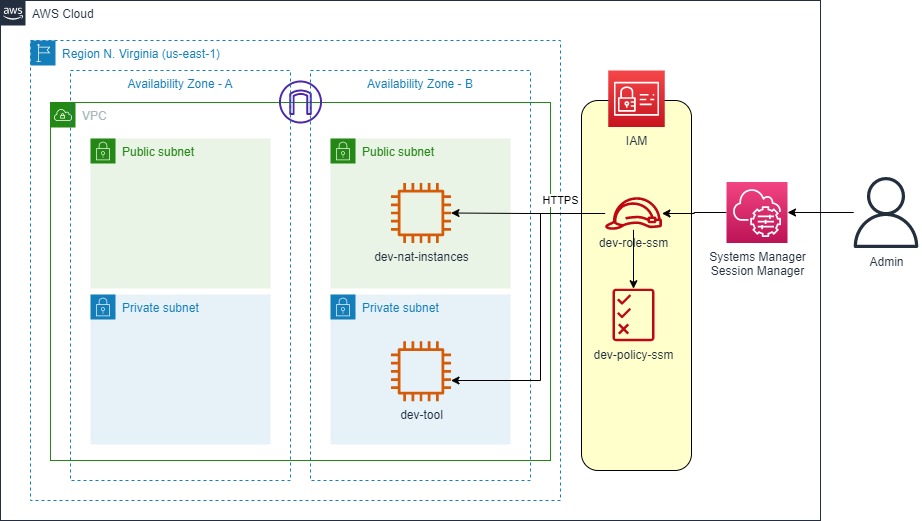 aws
AWS Cloud
Region N. Virginia (us-east-1)
Availability Zone - A
Availability Zone - B
VPC
Public subnet
Public subnet
IAM
HTTPS
dev-nat-instances
dev-role-ssm
Systems Manager
Session Manager
Admin
Private subnet
Private subnet
dev-policy-ssm
dev-tool